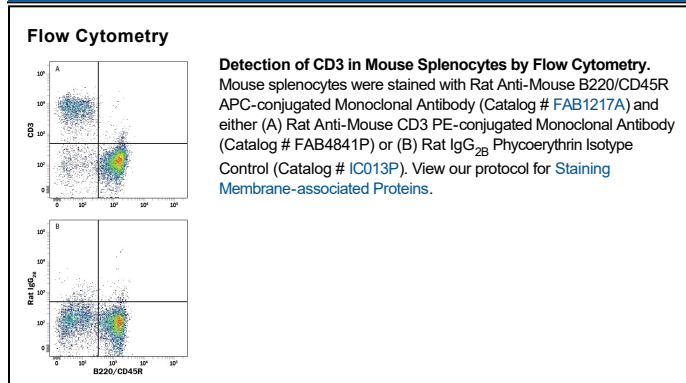 Flow Cytometry
Detection of CD3 in Mouse Splenocytes by Flow Cytometry.
Mouse splenocytes were stained with Rat Anti-Mouse B220/CD45R
APC-conjugated Monoclonal Antibody (Catalog # FAB1217A) and
either (A) Rat Anti-Mouse CD3 PE-conjugated Monoclonal Antibody
(Catalog # FAB4841P) or (B) Rat IgG2B Phycoerythrin Isotype
Control (Catalog # IC013P). View our protocol for Staining
Membrane-associated Proteins.
A
CD3
B
Rat IgG2B
B220/CD45R